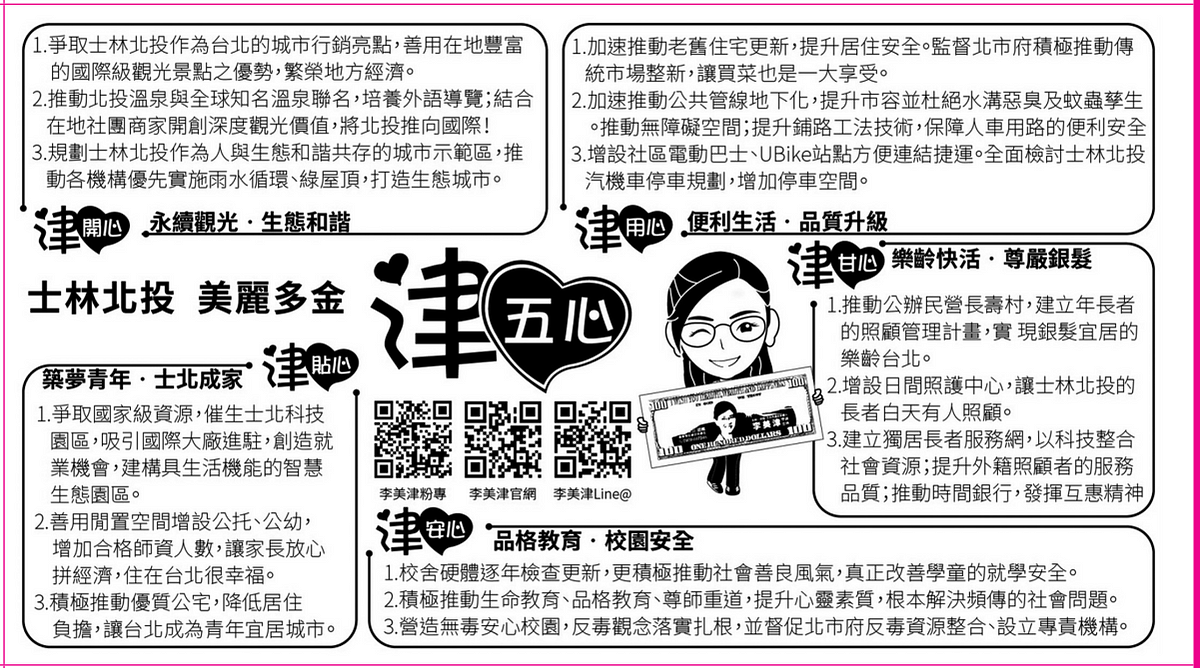 1.爭取士林北投作為台北的城市行銷亮點,善用在地豐富
的國際級觀光景點之優勢,繁榮地方經濟。
2.推動北投溫泉與全球知名溫泉聯名,培養外語導覽;結合
在地社團商家開創深度觀光價值,將北投推向國際!
3.規劃士林北投作為人與生態和諧共存的城市示範區,推
動各機構優先實施雨水循環、綠屋頂,打造生態城市。
津開心 永續觀光·生態和諧
1.加速推動老舊住宅更新,提升居住安全。監督北市府積極推動傳
統市場整新,讓買菜也是一大享受。
2.加速推動公共管線地下化,提升市容並杜絕水溝惡臭及蚊蟲孳生
。推動無障礙空間;提升鋪路工法技術,保障人車用路的便利安全
3.增設社區電動巴士、UBike站點方便連結捷運。全面檢討士林北投
汽機車停車規劃,增加停車空間。
津用心 便利生活·品質升級
士林北投 美麗多金
津五心
津甘心 樂齡快活·尊嚴銀髮
1.推動公辦民營長壽村,建立年長者
的照顧管理計畫,實 現銀髮宜居的
樂齡台北。
2.增設日間照護中心,讓士林北投的
長者白天有人照顧。
3.建立獨居長者服務網,以科技整合
社會資源;提升外籍照顧者的服務
品質;推動時間銀行,發揮互惠精神
築夢青年·士北成家 津貼心
1.爭取國家級資源,催生士北科技
園區,吸引國際大廠進駐,創造就
業機會,建構具生活機能的智慧
生態園區。
2.善用閒置空間增設公托、公幼,
增加合格師資人數,讓家長放心
拼經濟,住在台北很幸福。
3.積極推動優質公宅,降低居住
負擔,讓台北成為青年宜居城市。
李美津粉專 李美津官網 李美津Line@
100 100
李美津
ONE HUNDRED DOLLARS
100 100
津安心 品格教育·校園安全
1.校舍硬體逐年檢查更新,更積極推動社會善良風氣,真正改善學童的就學安全。
2.積極推動生命教育、品格教育、尊師重道,提升心靈素質,根本解決頻傳的社會問題。
3.營造無毒安心校園,反毒觀念落實扎根,並督促北市府反毒資源整合、設立專責機構。